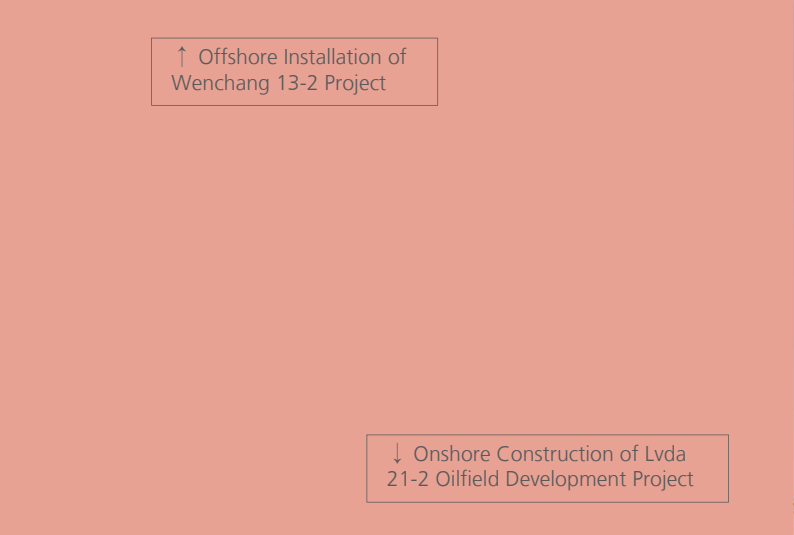 ↑ Offshore Installation of
Wenchang 13-2 Project
↓ Onshore Construction of Lvda
21-2 Oilfield Development Project